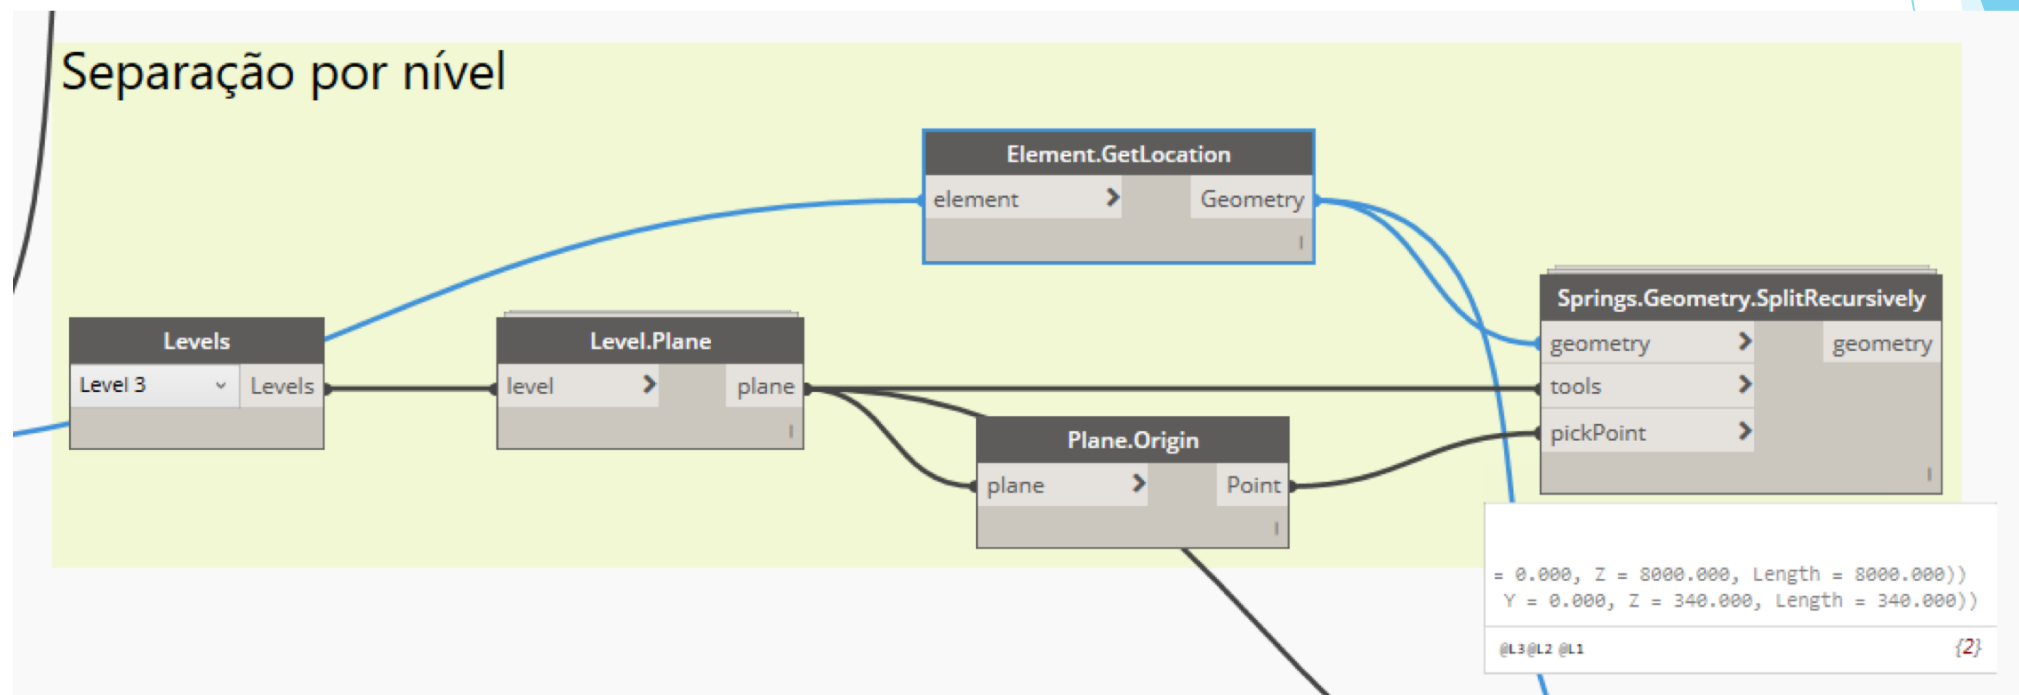 Separação por nível
Element.GetLocation
element
Geometry
Springs.Geometry.SplitRecursively
geometry
geometry
tools
pickPoint
Levels
Level 3
Levels
Level.Plane
level
plane
Plane.Origin
plane
Point
= 0.000, Z = 8000.000, Length = 8000.000))
Y = 0.000, Z = 340.000, Length = 340.000))
@L3@L2 @L1
{2}